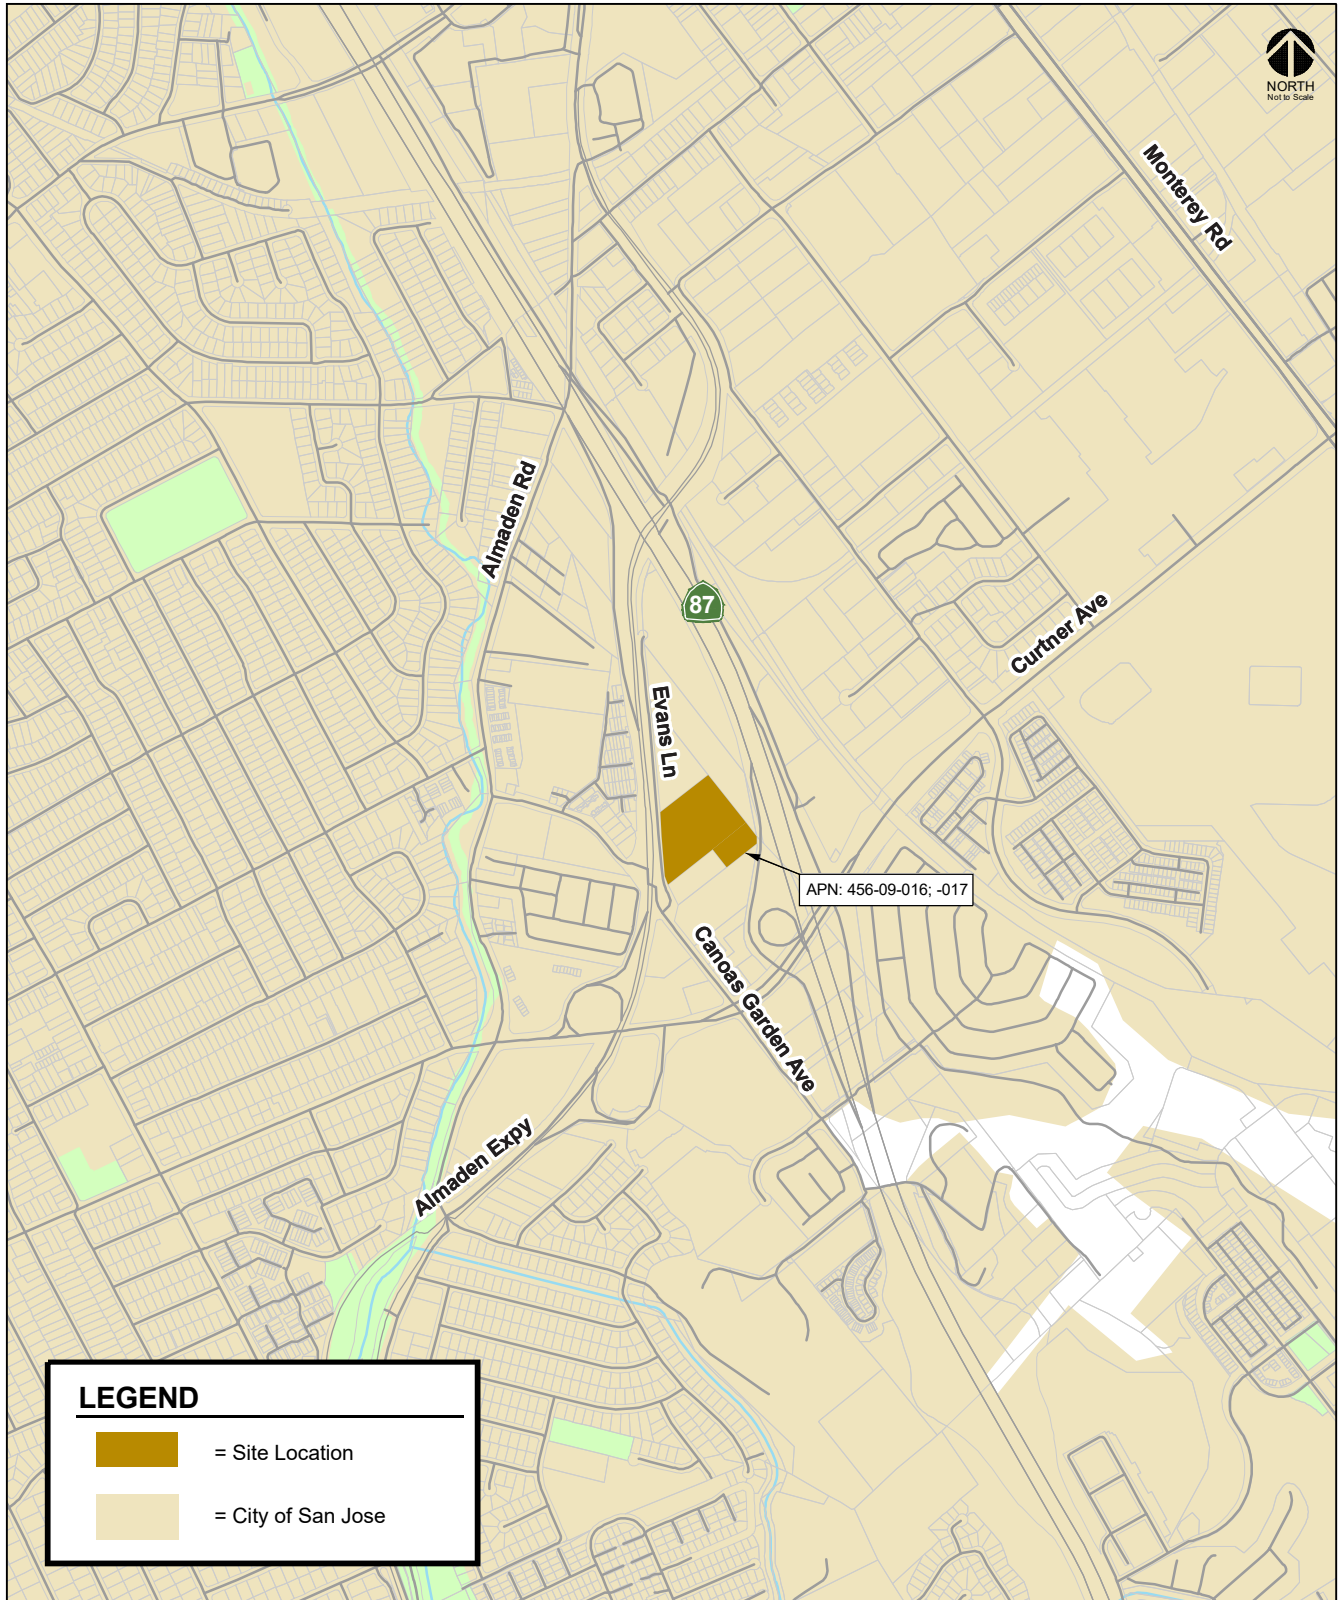 NORTH
Not to Scale
Monterey Rd
Almaden Rd
87
Curtner Ave
Evans Ln
APN: 456-09-016; -017
Canoas Garden Ave
Almaden Expy
LEGEND
= Site Location
= City of San Jose